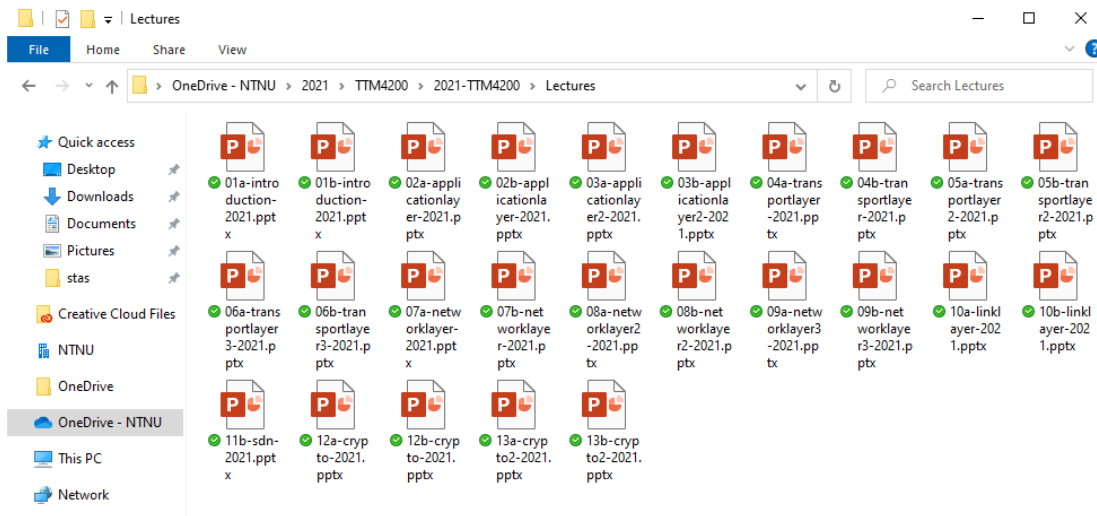 Lectures
File Home Share View
OneDrive - NTNU > 2021 > TTM4200 > 2021-TTM4200 > Lectures
Search Lectures
Quick access
Desktop
Downloads
Documents
Pictures
stas
Creative Cloud Files
NTNU
OneDrive
OneDrive - NTNU
This PC
Network
01a-intro
duction-
2021.ppt
x
01b-intro
duction-
2021.ppt
x
02a-appli
cationlay
er-2021.p
ptx
02b-appl
icationla
yer-2021.
pptx
03a-appli
cationlay
er2-2021.
pptx
03b-appl
icationla
yer2-202
1.pptx
04a-trans
portlayer
-2021.pp
tx
04b-tran
sportlaye
r-2021.p
ptx
05a-trans
portlayer
2-2021.p
ptx
05b-tran
sportlaye
r2-2021.p
ptx
06a-trans
portlayer
3-2021.p
ptx
06b-tran
sportlaye
r3-2021.p
ptx
07a-netw
orklayer-
2021.ppt
x
07b-net
worklaye
r-2021.p
ptx
08a-netw
orklayer2
-2021.pp
tx
08b-net
worklaye
r2-2021.p
ptx
09a-netw
orklayer3
-2021.pp
tx
09b-net
worklaye
r3-2021.p
ptx
10a-linkl
ayer-202
1.pptx
10b-linkl
ayer-202
1.pptx
11b-sdn-
2021.ppt
x
12a-cryp
to-2021.
pptx
12b-cryp
to-2021.
pptx
13a-cryp
to2-2021.
pptx
13b-cryp
to2-2021.
pptx